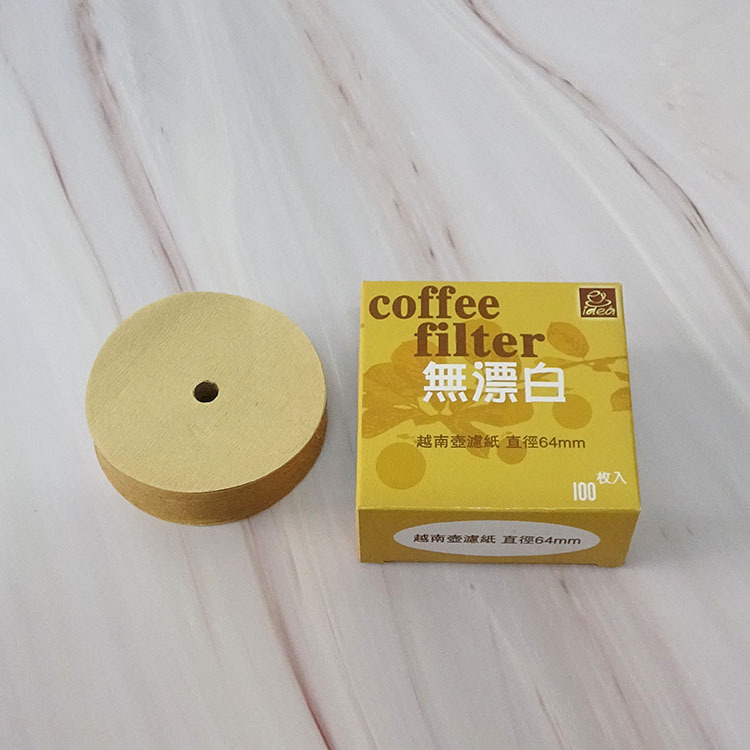 coffee
idea
filter
無漂白
越南壺濾紙 直徑64mm
100枚入
越南壺濾紙 直徑64mm